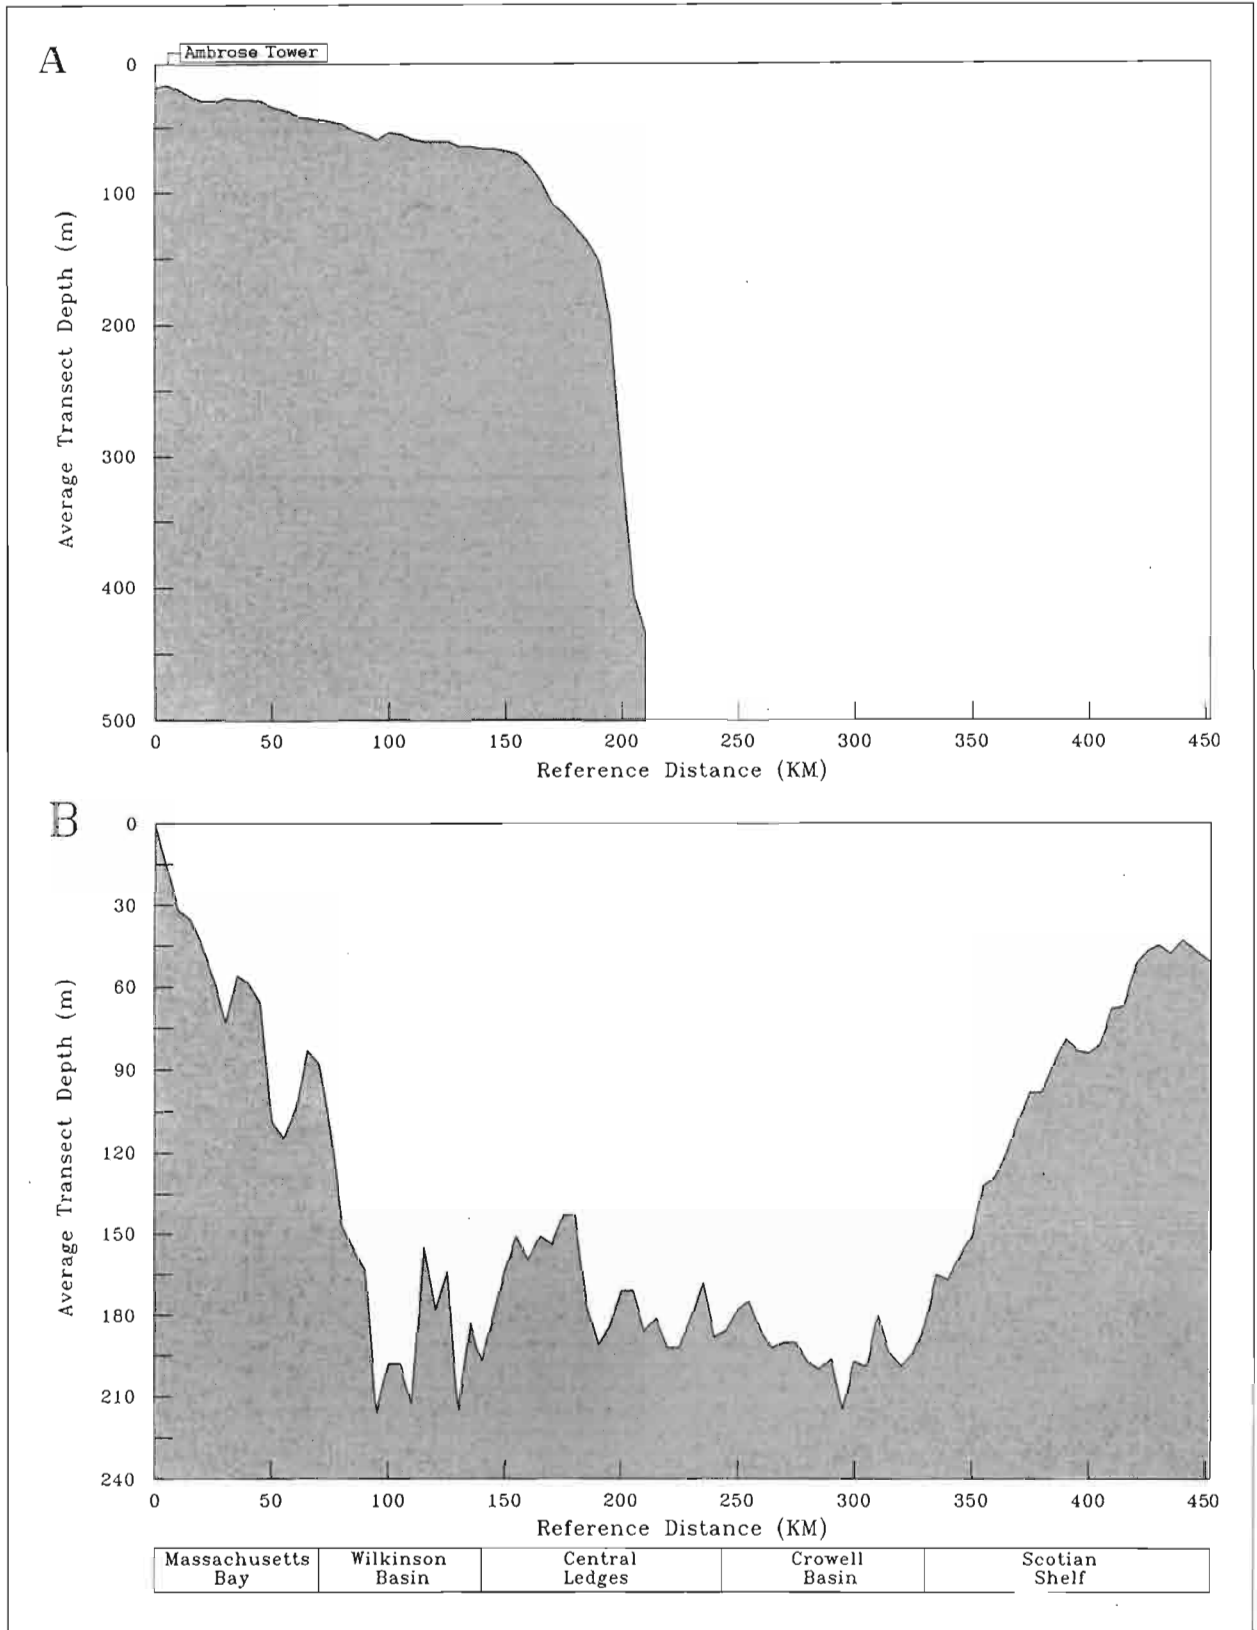 A
Ambrose Tower
0
100
200
300
400
500
Average Transect Depth (m)
0 50 100 150 200 250 300 350 400 450
Reference Distance (KM)
B
0
30
60
90
120
150
180
210
240
Average Transect Depth (m)
0 50 100 150 200 250 300 350 400 450
Reference Distance (KM)
Massachusetts Bay
Wilkinson Basin
Central Ledges
Crowell Basin
Scotian Shelf